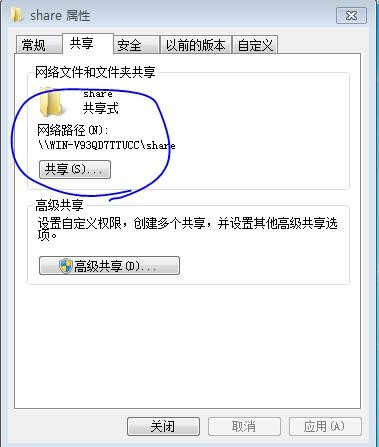 share 属性
常规 共享 安全 以前的版本 自定义
网络文件和文件夹共享
share
共享式
网络路径(N):
\\WIN-V93QD7TTUCC\share
共享(S)...
高级共享
设置自定义权限，创建多个共享，并设置其他高级共享选
项。
高级共享(D)...
关闭 取消 应用(A)